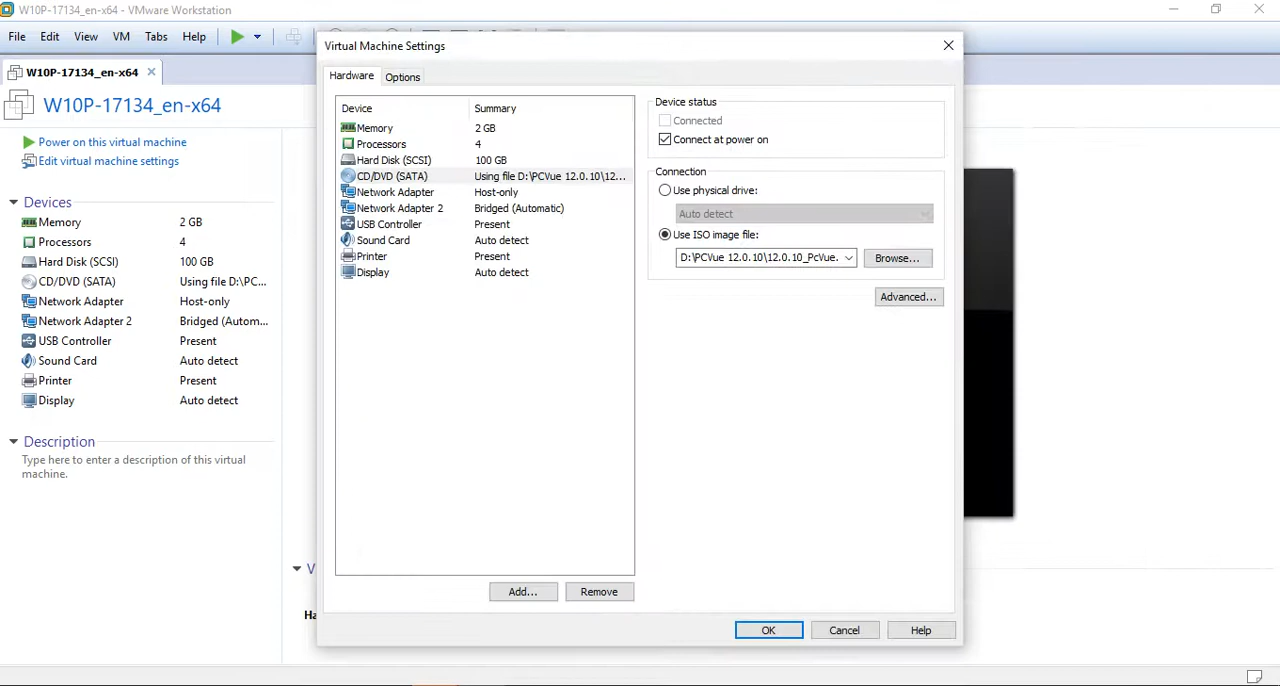 W10P-17134_en-x64 - VMware Workstation
File Edit View VM Tabs Help
W10P-17134_en-x64
W10P-17134_en-x64
Power on this virtual machine
Edit virtual machine settings
Devices
Memory 2 GB
Processors 4
Hard Disk (SCSI) 100 GB
CD/DVD (SATA) Using file D:\PC...
Network Adapter Host-only
Network Adapter 2 Bridged (Autom...
USB Controller Present
Sound Card Auto detect
Printer Present
Display Auto detect
Description
Type here to enter a description of this virtual
machine.
V
Ha
Virtual Machine Settings
Hardware Options
Device Summary
Memory 2 GB
Processors 4
Hard Disk (SCSI) 100 GB
CD/DVD (SATA) Using file D:\PCVue 12.0.10\12...
Network Adapter Host-only
Network Adapter 2 Bridged (Automatic)
USB Controller Present
Sound Card Auto detect
Printer Present
Display Auto detect
Add... Remove
Device status
Connected
Connect at power on
Connection
Use physical drive:
Auto detect
Use ISO image file:
D:\PCVue 12.0.10\12.0.10_PcVue. Browse...
Advanced...
OK Cancel Help